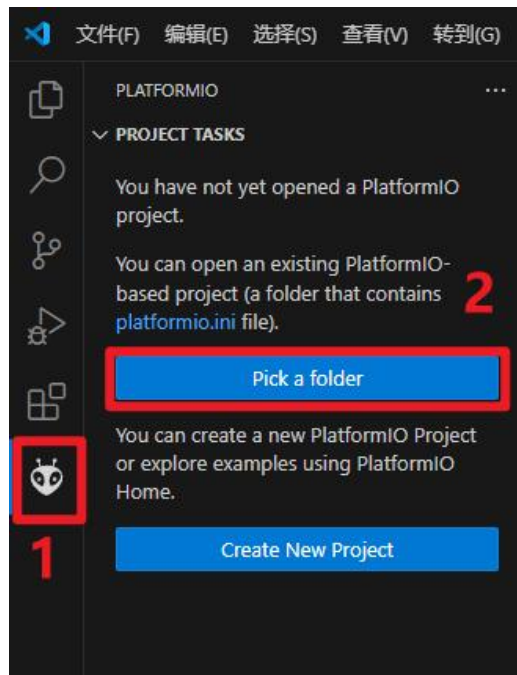 文件(F) 编辑(E) 选择(S) 查看(V) 转到(G)
PLATFORMIO
PROJECT TASKS
You have not yet opened a PlatformIO
project.
You can open an existing PlatformIO-
based project (a folder that contains
platformio.ini file).
2
Pick a folder
You can create a new PlatformIO Project
or explore examples using PlatformIO
Home.
1
Create New Project